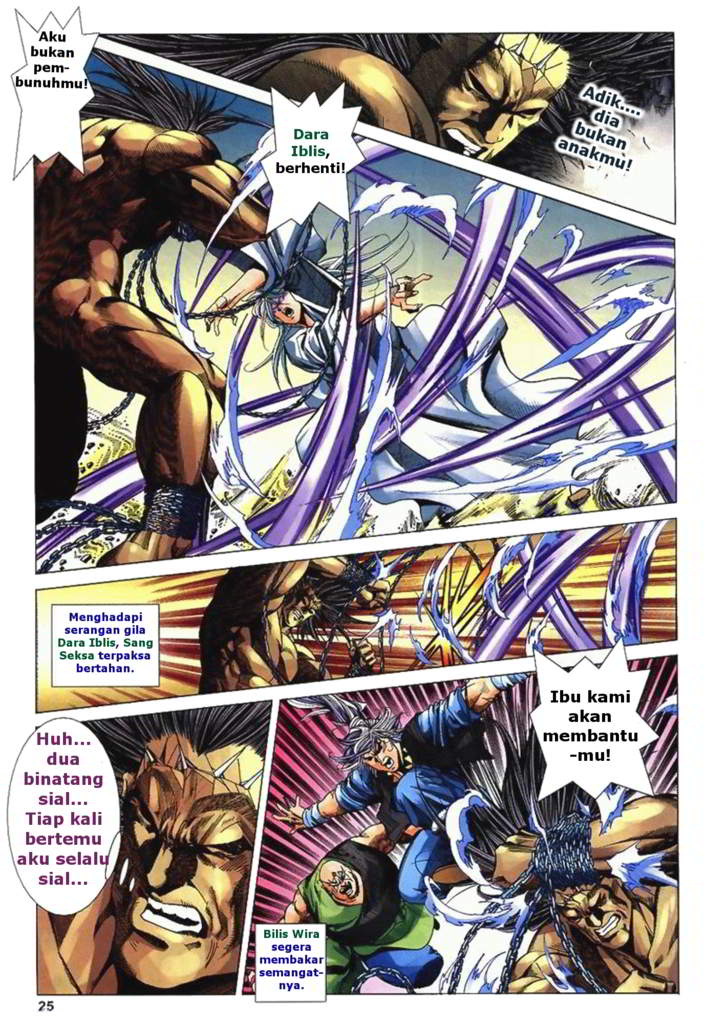 Aku
bukan
pem-
bunuhmu!
Dara
Iblis,
berhenti!
Adik....
dia
bukan
anakmu!
Menghadapi
serangan gila
Dara Iblis, Sang
Seksa terpaksa
bertahan.
Huh...
dua
binatang
sial...
Tiap kali
bertemu
aku selalu
sial...
Ibu kami
akan
membantu
-mu!
Bilis Wira
segera
membakar
semangat-
nya.
25